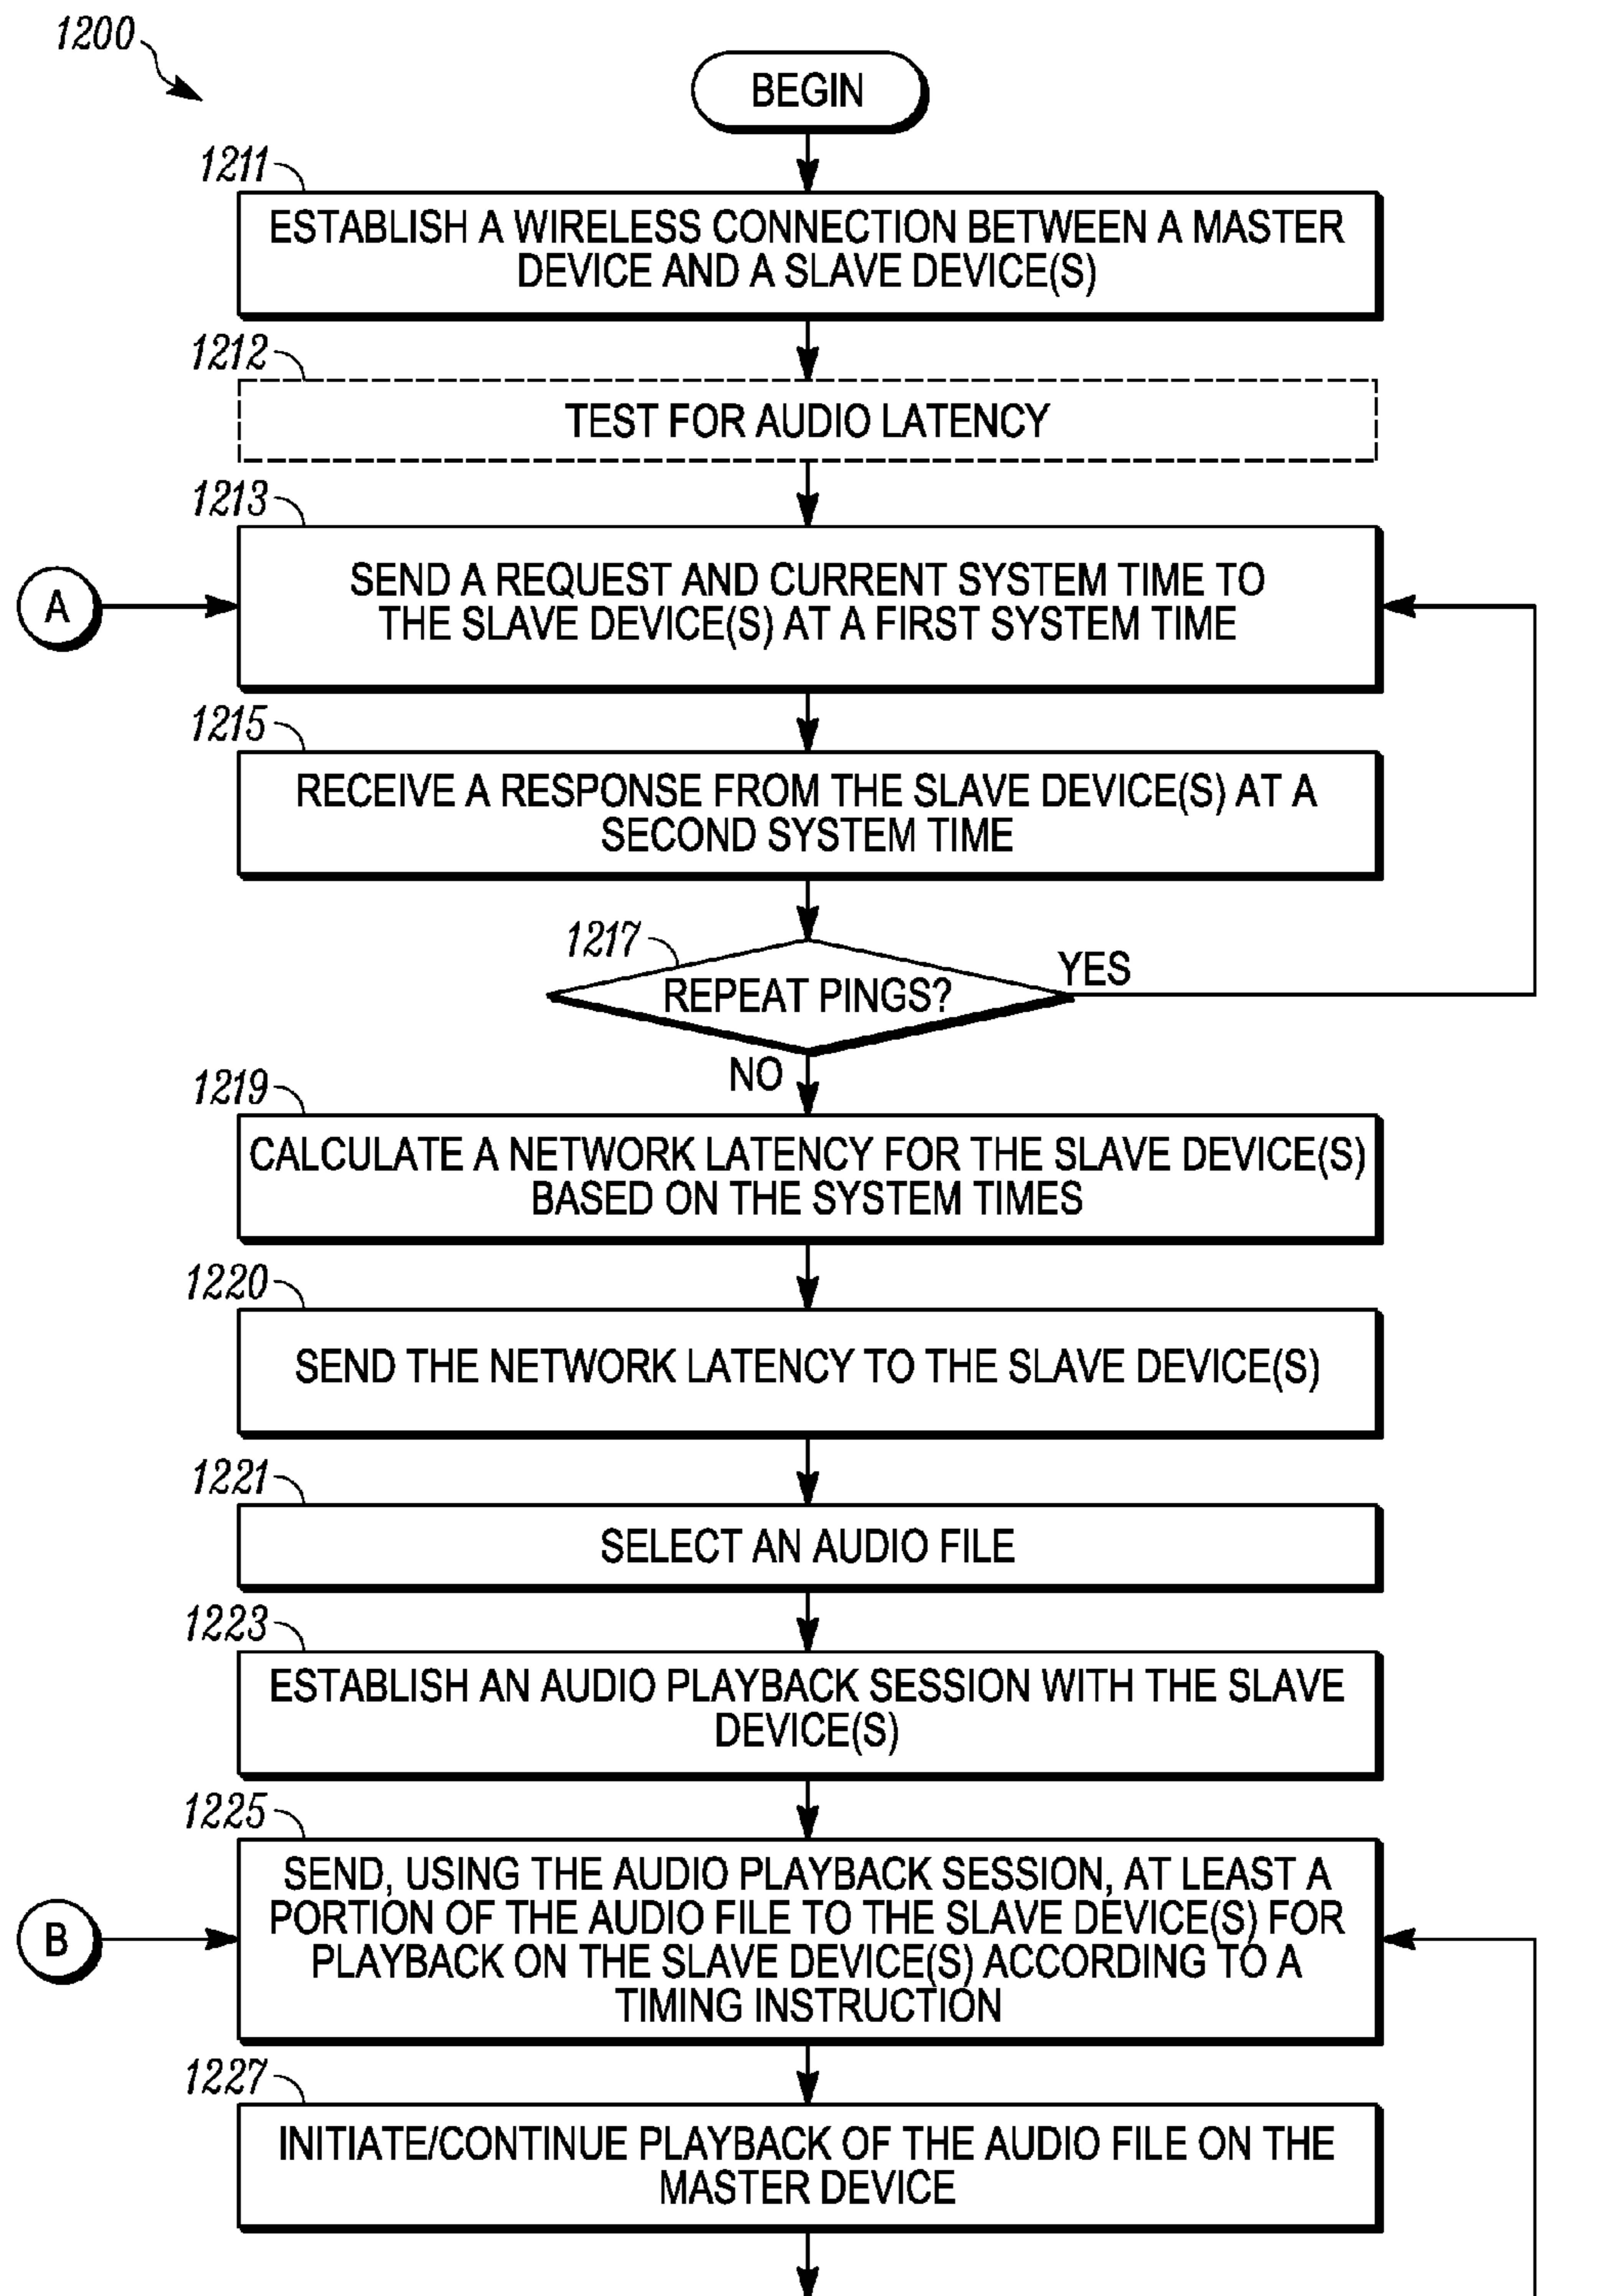 1200
BEGIN
1211
ESTABLISH A WIRELESS CONNECTION BETWEEN A MASTER
DEVICE AND A SLAVE DEVICE(S)
1212
TEST FOR AUDIO LATENCY
1213
A
SEND A REQUEST AND CURRENT SYSTEM TIME TO
THE SLAVE DEVICE(S) AT A FIRST SYSTEM TIME
1215
RECEIVE A RESPONSE FROM THE SLAVE DEVICE(S) AT A
SECOND SYSTEM TIME
1217
REPEAT PINGS?
YES
NO
1219
CALCULATE A NETWORK LATENCY FOR THE SLAVE DEVICE(S)
BASED ON THE SYSTEM TIMES
1220
SEND THE NETWORK LATENCY TO THE SLAVE DEVICE(S)
1221
SELECT AN AUDIO FILE
1223
ESTABLISH AN AUDIO PLAYBACK SESSION WITH THE SLAVE
DEVICE(S)
1225
B
SEND, USING THE AUDIO PLAYBACK SESSION, AT LEAST A
PORTION OF THE AUDIO FILE TO THE SLAVE DEVICE(S) FOR
PLAYBACK ON THE SLAVE DEVICE(S) ACCORDING TO A
TIMING INSTRUCTION
1227
INITIATE/CONTINUE PLAYBACK OF THE AUDIO FILE ON THE
MASTER DEVICE